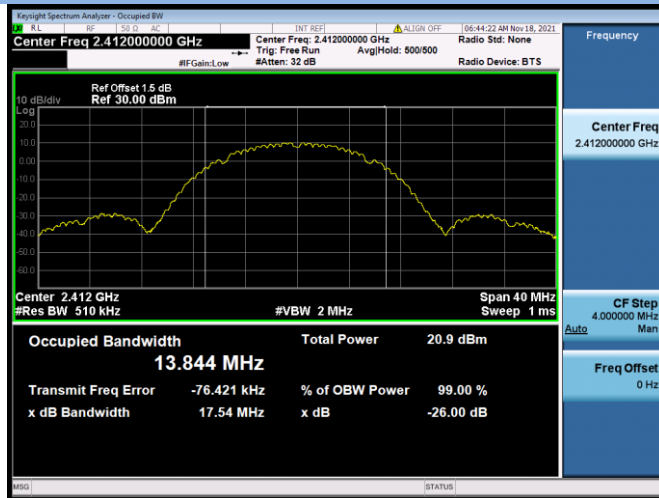 Keysight Spectrum Analyzer - Occupied BW
RL RF 50 Ω AC INT REF ALIGN OFF 06:44:22 AM Nov 18, 2021
Center Freq 2.412000000 GHz
Center Freq: 2.412000000 GHz Radio Std: None
Trig: Free Run Avg|Hold: 500/500
#IFGain:Low #Atten: 32 dB Radio Device: BTS
Frequency
Ref Offset 1.5 dB
10 dB/div Ref 30.00 dBm
Log
20.0
10.0
0.00
-10.0
-20.0
-30.0
-40.0
-50.0
-60.0
Center 2.412 GHz Span 40 MHz
#Res BW 510 kHz #VBW 2 MHz Sweep 1 ms
Occupied Bandwidth Total Power 20.9 dBm
13.844 MHz
Transmit Freq Error -76.421 kHz % of OBW Power 99.00 %
x dB Bandwidth 17.54 MHz x dB -26.00 dB
Center Freq
2.412000000 GHz
CF Step
4.000000 MHz
Auto Man
Freq Offset
0 Hz
MSG STATUS